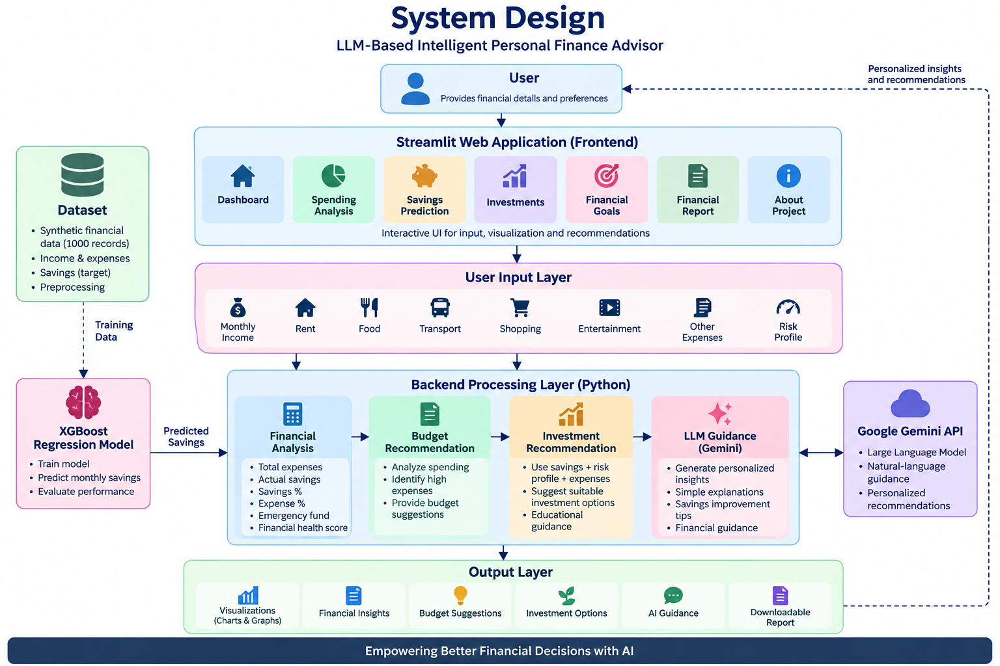 System Design
LLM-Based Intelligent Personal Finance Advisor
User
Provides financial detalls and preferences
Personalized insights
and recommendations
Streamlit Web Application (Frontend)
Dashboard
Spending
Analysis
Savings
Prediction
Investments
Financial
Goals
Financial
Report
About
Project
Interactive UI for input, visualization and recommendations
Dataset
• Synthetic financial
data (1000 records)
• Income & expenses
• Savings (target)
• Preprocessing
Training
Data
User Input Layer
Monthly
Income
Rent
Food
Transport
Shopping
Entertainment
Other
Expenses
Risk
Profile
XGBoost
Regression Model
• Train model
• Predict monthly savings
• Evaluate performance
Predicted
Savings
Backend Processing Layer (Python)
Financial
Analysis
• Total expenses
• Actual savings
• Savings %
• Expense %
• Emergency fund
• Financial health score
Budget
Recommendation
• Analyze spending
• Identify high
expenses
• Provide budget
suggestions
Investment
Recommendation
• Use savings + risk
profile + expenses
• Suggest suitable
investment options
• Educational
guidance
LLM Guidance
(Gemini)
• Generate personalized
insights
• Simple explanations
• Savings improvement
tips
• Financial guidance
Google Gemini API
• Large Language Model
• Natural-language
guidance
• Personalized
recommendations
Output Layer
Visualizations
(Charts & Graphs)
Financial Insights
Budget Suggestions
Investment Options
AI Guidance
Downloadable
Report
Empowering Better Financial Decisions with AI